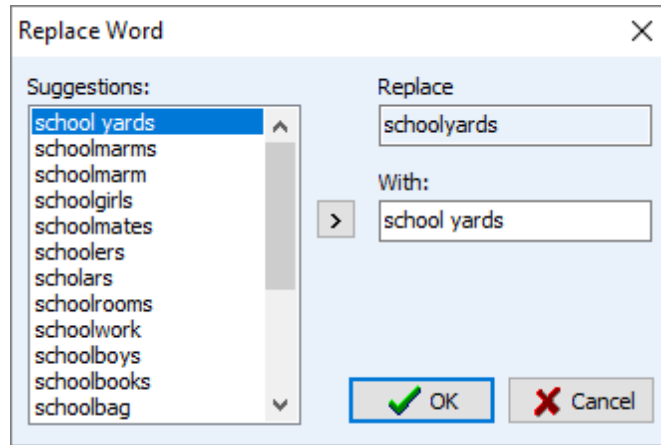 Replace Word
Suggestions:
school yards
schoolmarms
schoolmarm
schoolgirls
schoolmates
schoolers
scholars
schoolrooms
schoolwork
schoolboys
schoolbooks
schoolbag
>
Replace
schoolyards
With:
school yards
OK
Cancel